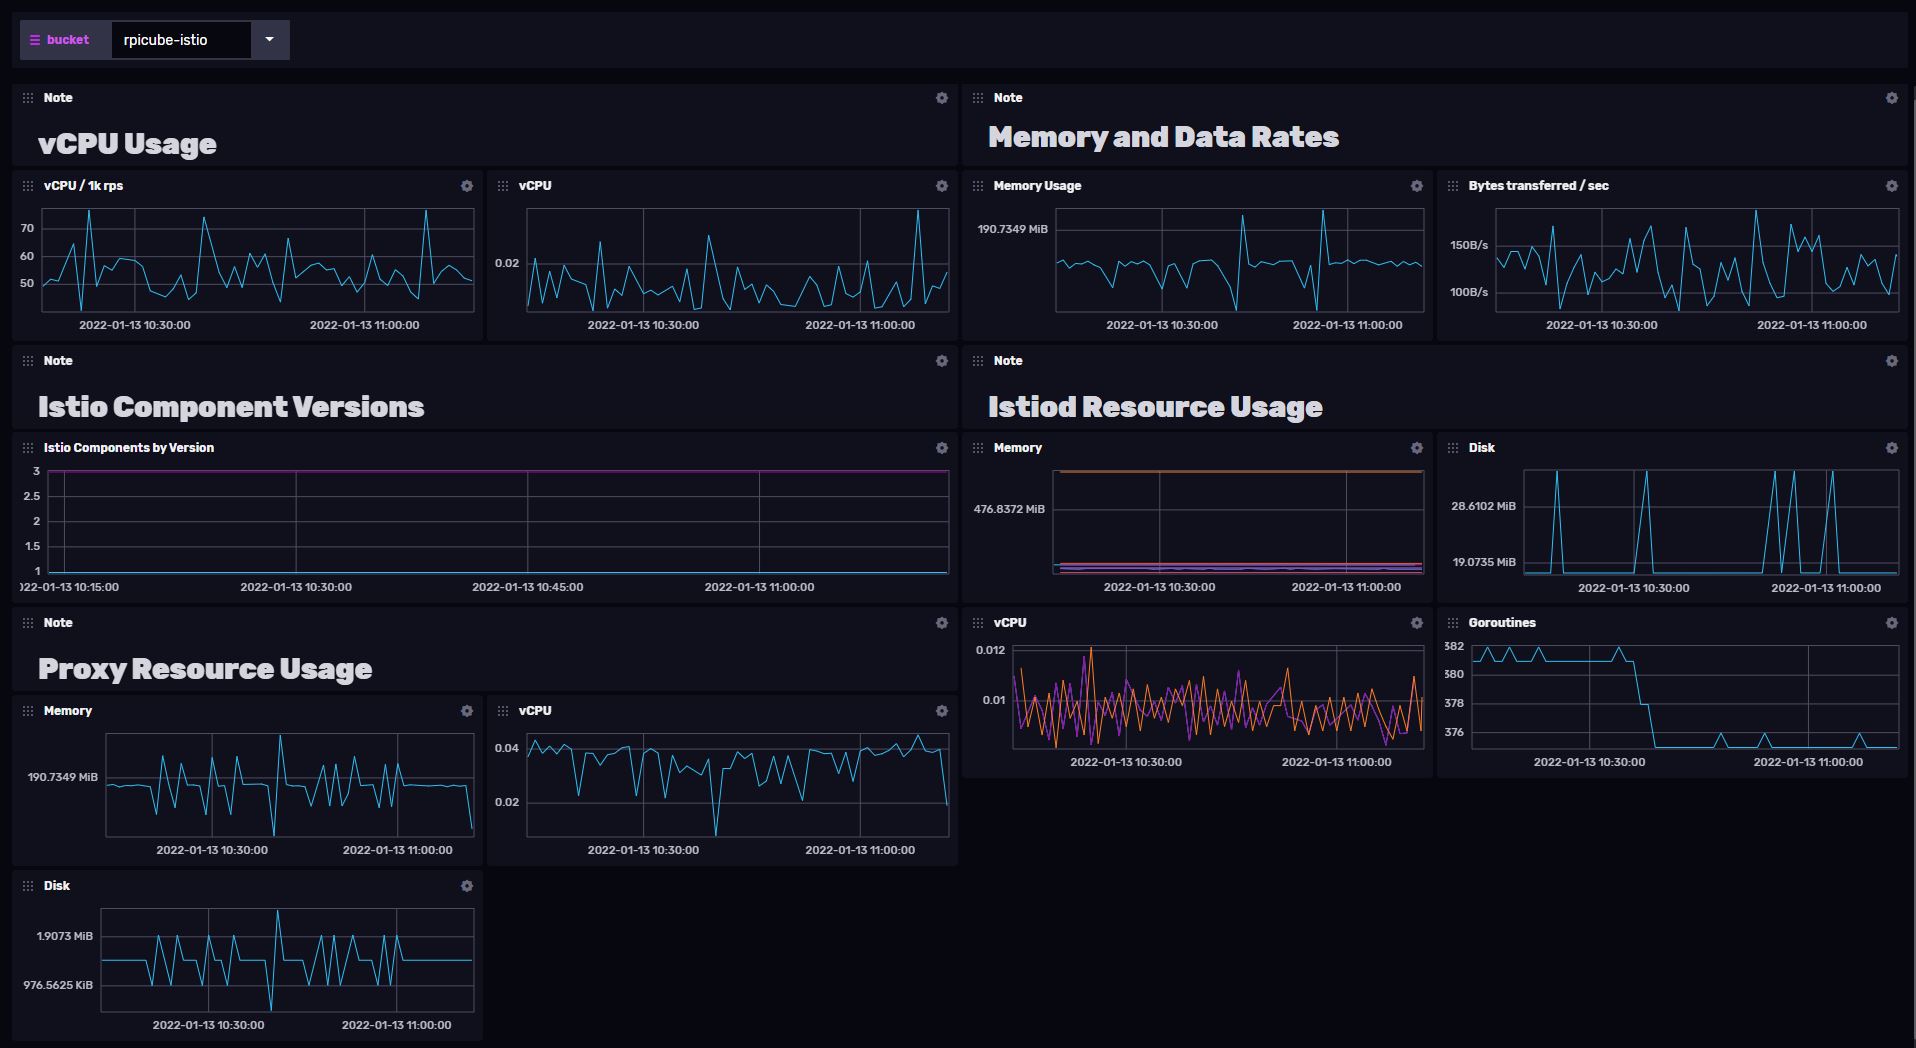 bucket rpicube-istio
Note
vCPU Usage
Note
Memory and Data Rates
vCPU / 1k rps
70
60
50
2022-01-13 10:30:00 2022-01-13 11:00:00
vCPU
0.02
2022-01-13 10:30:00 2022-01-13 11:00:00
Memory Usage
190.7349 MiB
2022-01-13 10:30:00 2022-01-13 11:00:00
Bytes transferred / sec
150B/s
100B/s
2022-01-13 10:30:00 2022-01-13 11:00:00
Note
Istio Component Versions
Note
Istiod Resource Usage
Istio Components by Version
3
2.5
2
1.5
1
22-01-13 10:15:00 2022-01-13 10:30:00 2022-01-13 10:45:00 2022-01-13 11:00:00
Memory
476.8372 MiB
2022-01-13 10:30:00 2022-01-13 11:00:00
Disk
28.6102 MiB
19.0735 MiB
2022-01-13 10:30:00 2022-01-13 11:00:00
Note
Proxy Resource Usage
vCPU
0.012
0.01
2022-01-13 10:30:00 2022-01-13 11:00:00
Goroutines
382
380
378
376
2022-01-13 10:30:00 2022-01-13 11:00:00
Memory
190.7349 MiB
2022-01-13 10:30:00 2022-01-13 11:00:00
vCPU
0.04
0.02
2022-01-13 10:30:00 2022-01-13 11:00:00
Disk
1.9073 MiB
976.5625 KiB
2022-01-13 10:30:00 2022-01-13 11:00:00